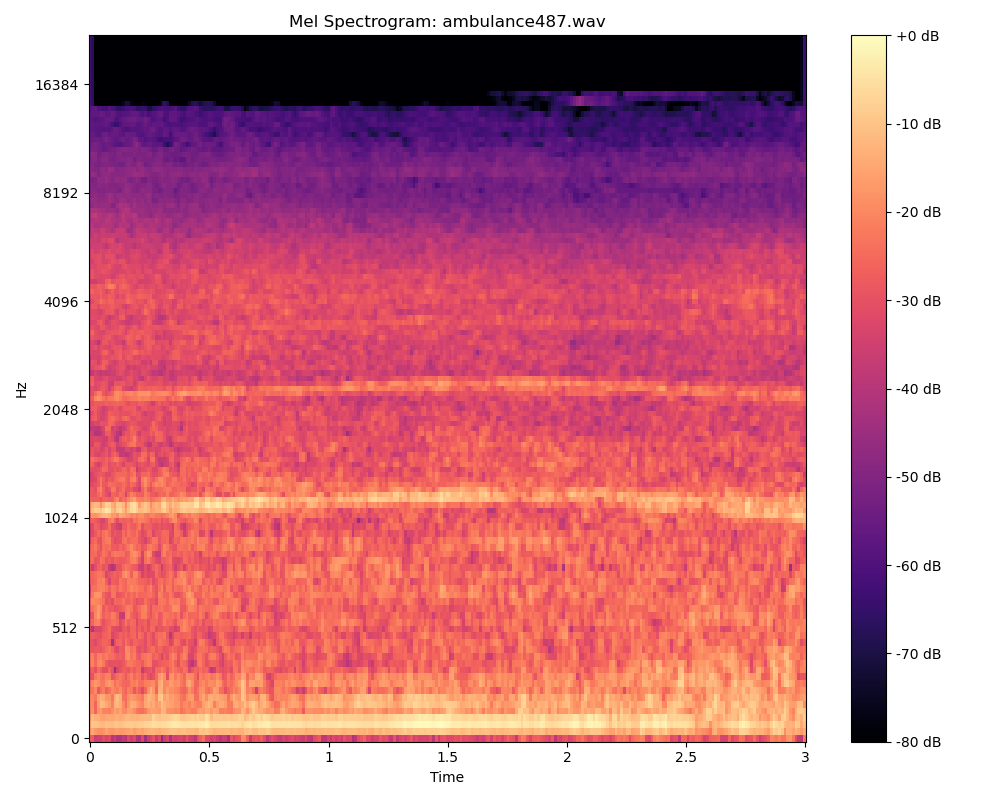 Mel Spectrogram: ambulance487.wav
Hz
16384
8192
4096
2048
1024
512
0
0
0.5
1
1.5
2
2.5
3
Time
+0 dB
-10 dB
-20 dB
-30 dB
-40 dB
-50 dB
-60 dB
-70 dB
-80 dB